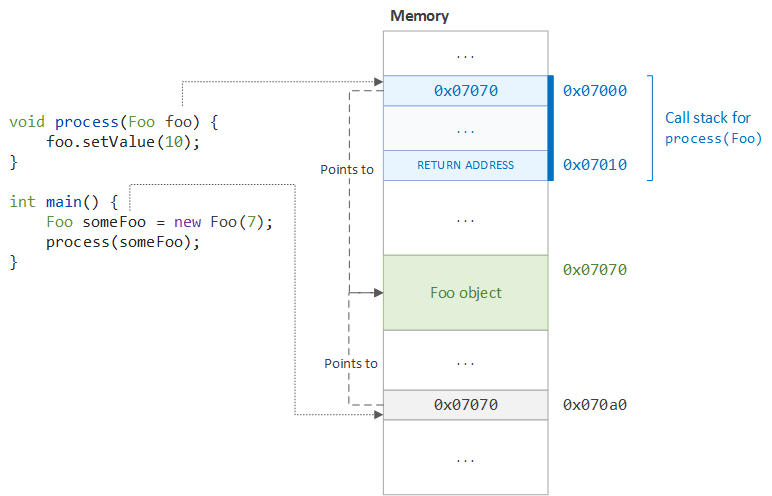 Memory
...
0x07070 0x07000
...
RETURN ADDRESS 0x07010
Call stack for
process(Foo)
void process(Foo foo) {
    foo.setValue(10);
}
Points to
int main() {
    Foo someFoo = new Foo(7);
    process(someFoo);
}
...
0x07070
Foo object
Points to
...
0x07070 0x070a0
...